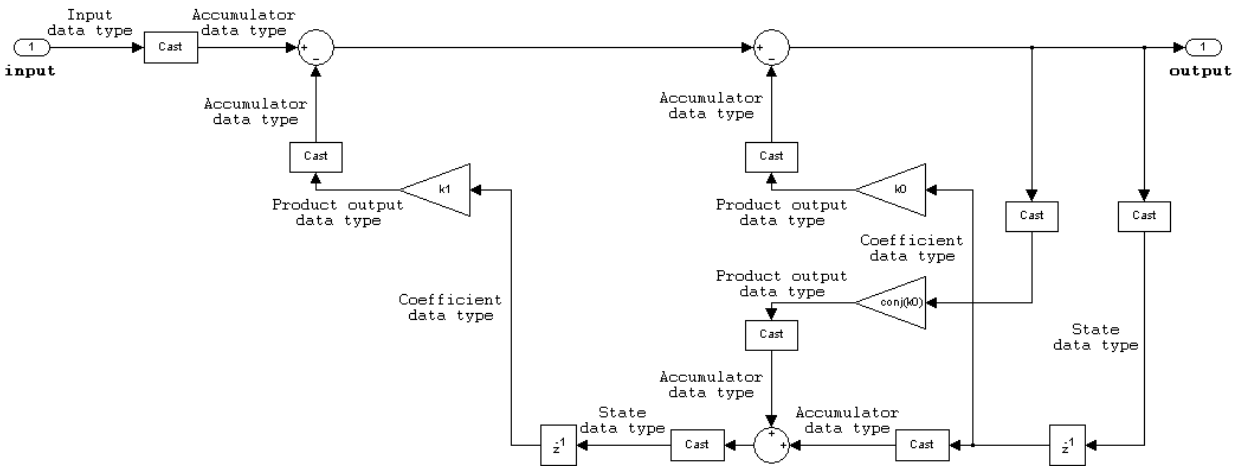 Input
data type
Accumulator
data type
1
Cast
+
−
+
−
1
input
output
Accumulator
data type
Accumulator
data type
Cast
Cast
k1
k0
Product output
data type
Product output
data type
Cast
Cast
Coefficient
data type
Product output
data type
conj(k0)
Coefficient
data type
Cast
State
data type
Accumulator
data type
State
data type
Accumulator
data type
z-1
Cast
+
+
Cast
z-1